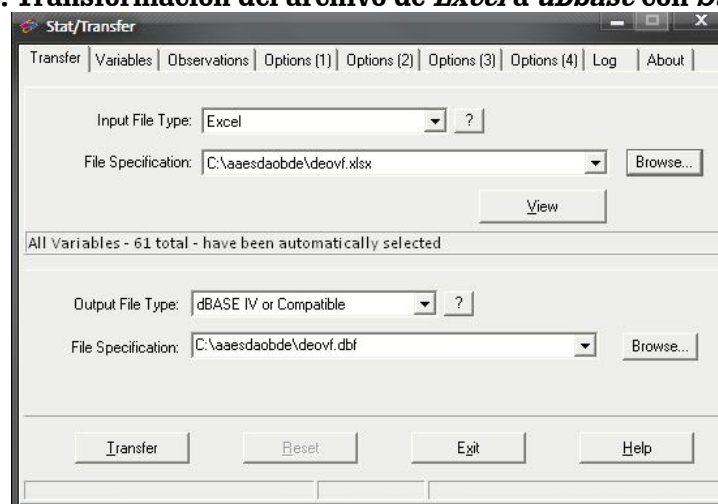 . Transformación del archivo de Excel a dBase con
Stat/Transfer
Transfer Variables Observations Options (1) Options (2) Options (3) Options (4) Log About
Input File Type: Excel ?
File Specification: C:\aaesdaobde\deovf.xlsx Browse...
View
All Variables - 61 total - have been automatically selected
Output File Type: dBASE IV or Compatible ?
File Specification: C:\aaesdaobde\deovf.dbf Browse...
Transfer Reset Exit Help